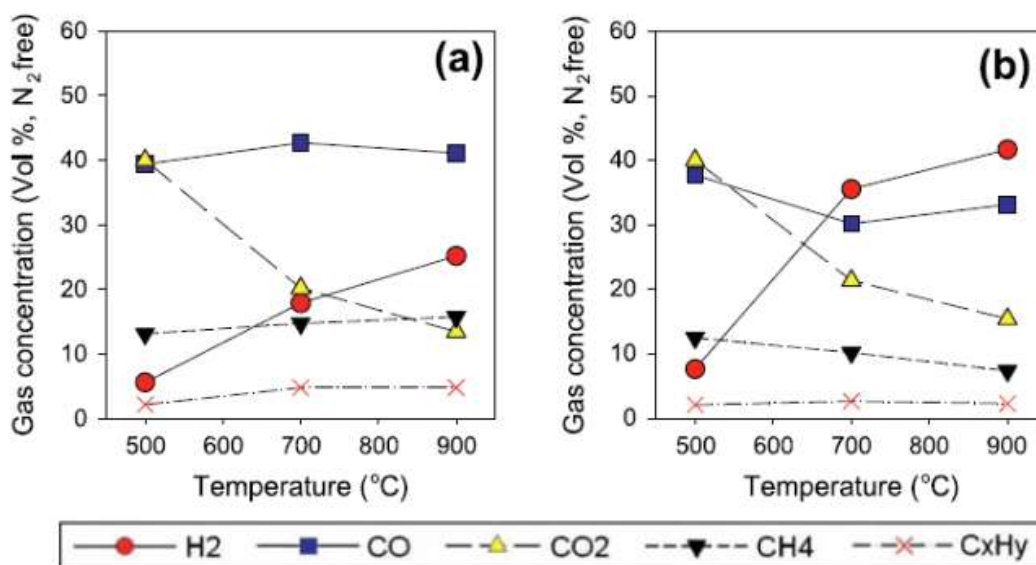 Gas concentration (Vol %, N2 free)
60
50
40
30
20
10
0
(a)
500 600 700 800 900
Temperature (°C)
Gas concentration (Vol %, N2 free)
60
50
40
30
20
10
0
(b)
500 600 700 800 900
Temperature (°C)
H2 CO CO2 CH4 CxHy